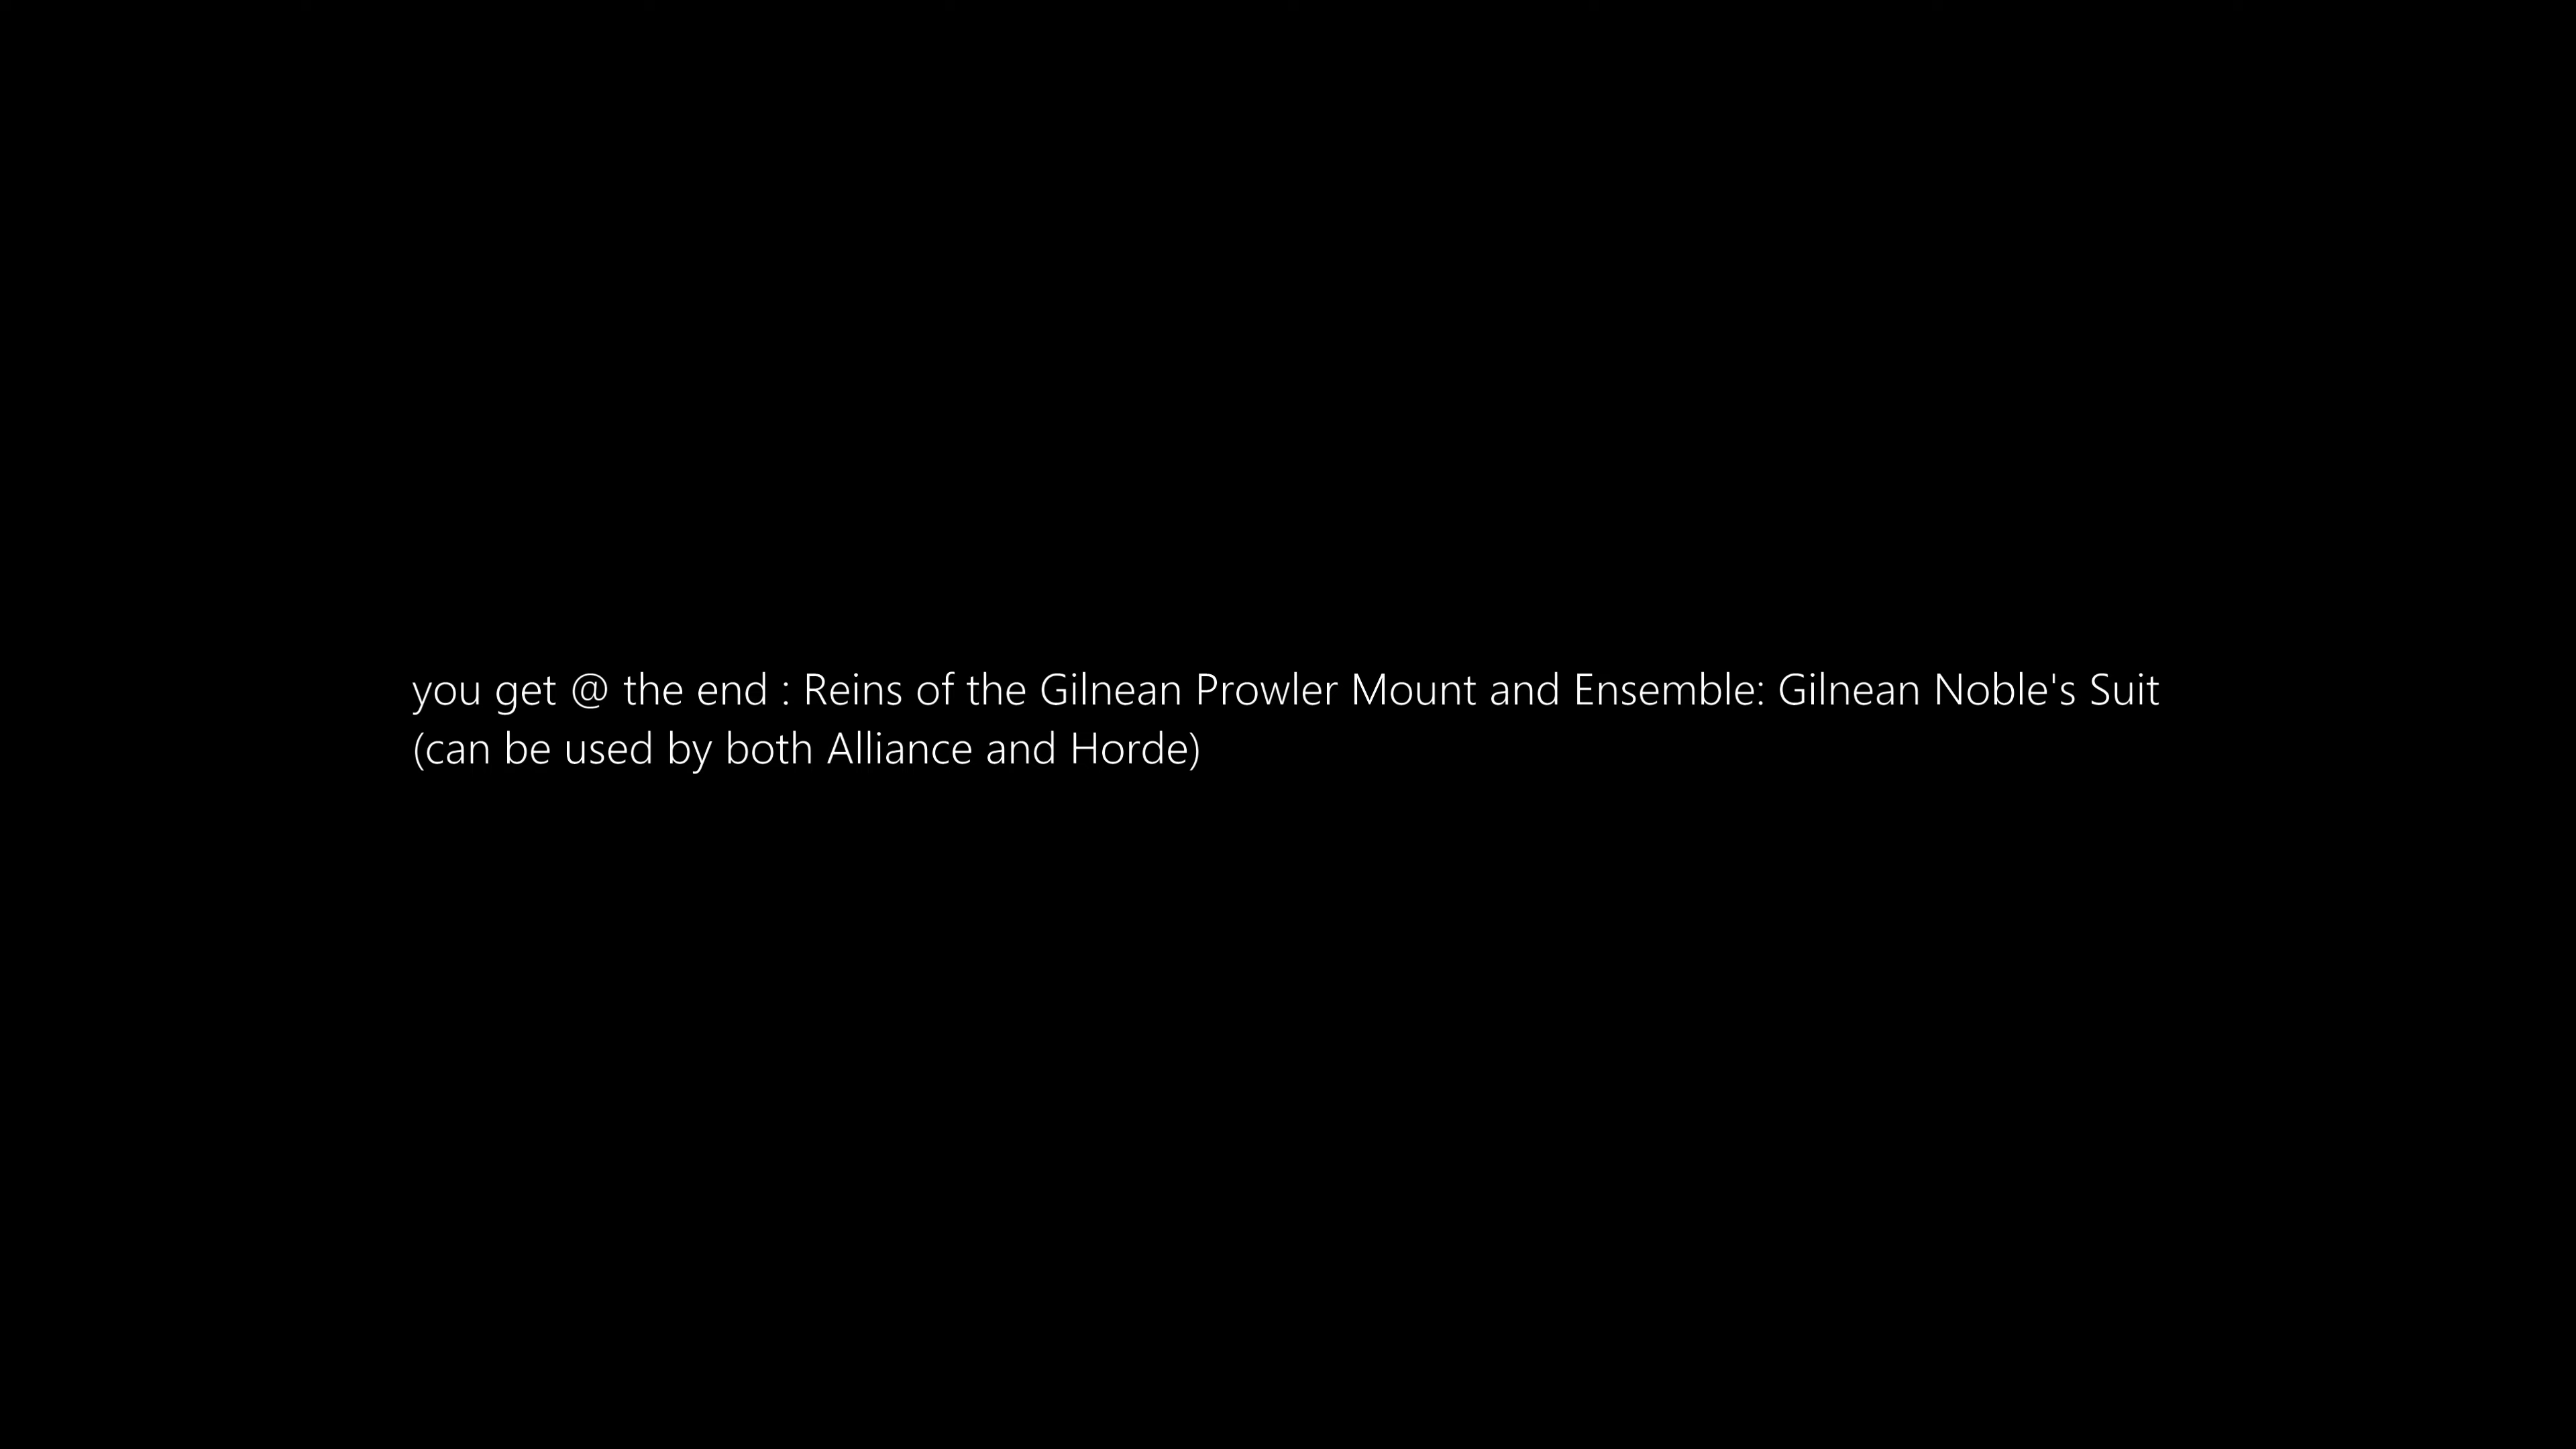 you get @ the end : Reins of the Gilnean Prowler Mount and Ensemble: Gilnean Noble's Suit
(can be used by both Alliance and Horde)